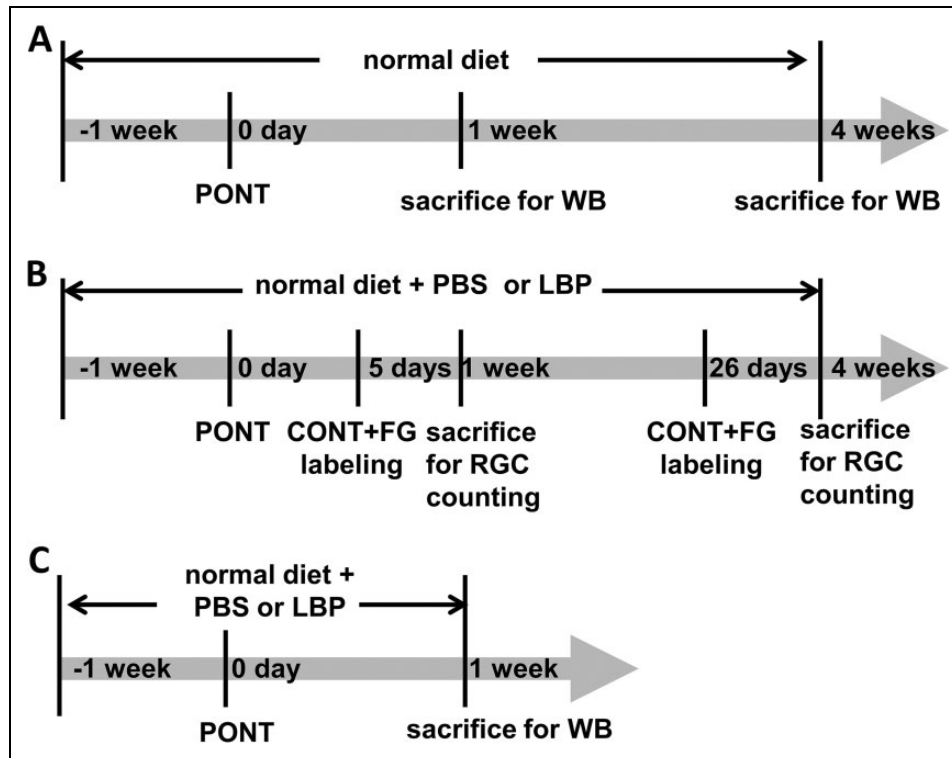 A
normal diet
-1 week 0 day 1 week 4 weeks
PONT sacrifice for WB sacrifice for WB
B
normal diet + PBS or LBP
-1 week 0 day 5 days 1 week 26 days 4 weeks
PONT CONT+FG sacrifice CONT+FG sacrifice
labeling for RGC labeling for RGC
counting counting
C
normal diet +
PBS or LBP
-1 week 0 day 1 week
PONT sacrifice for WB